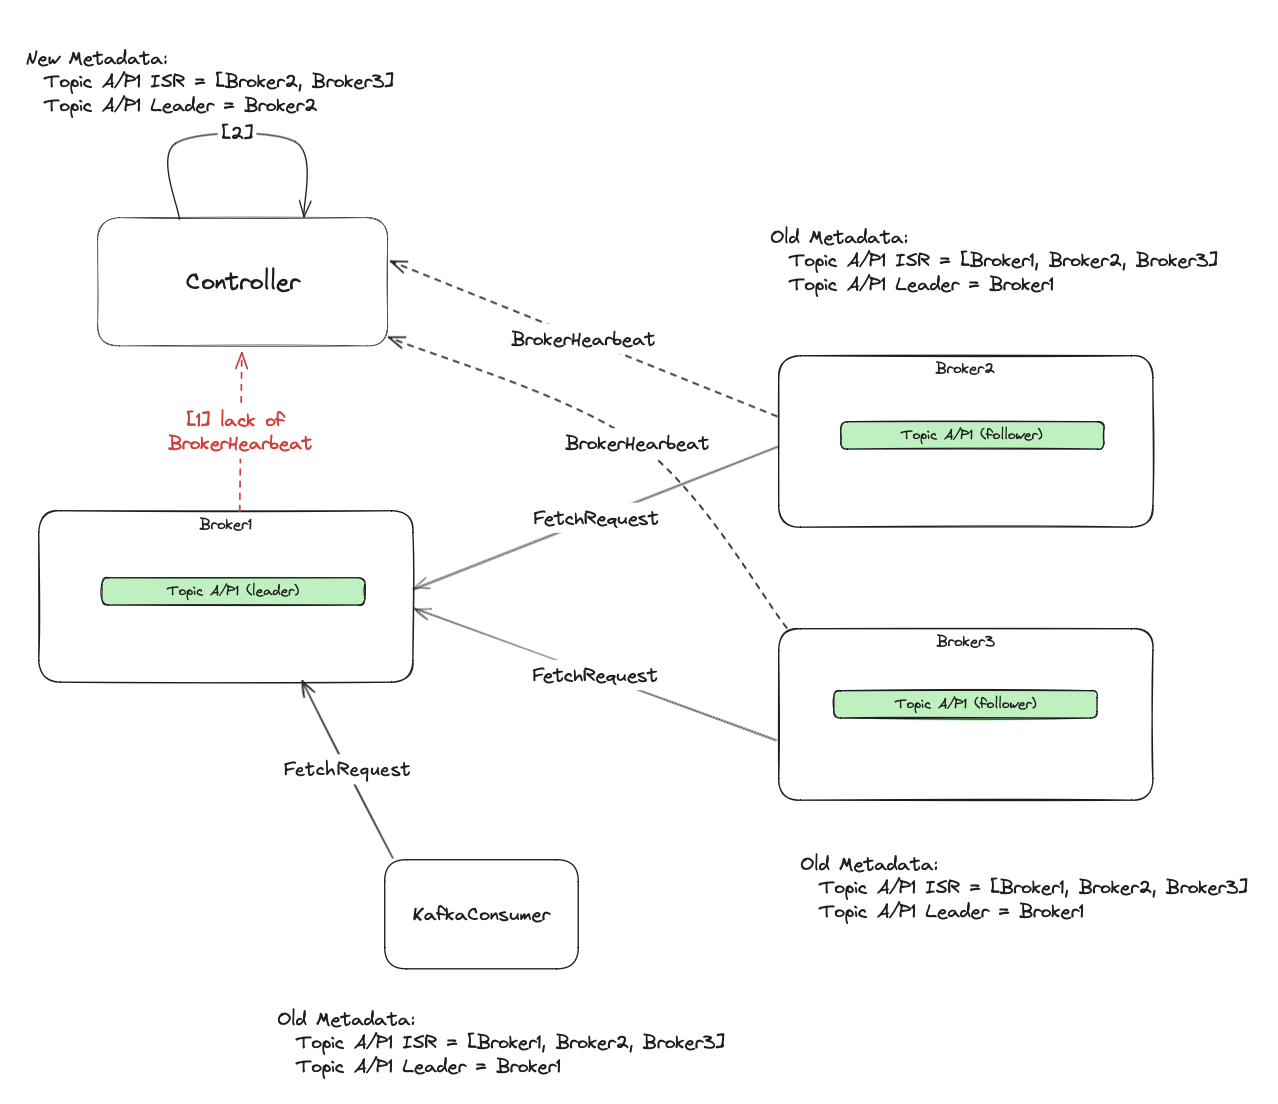 New Metadata:
Topic A/P1 ISR = [Broker2, Broker3]
Topic A/P1 Leader = Broker2
[2]
Controller
Old Metadata:
Topic A/P1 ISR = [Broker1, Broker2, Broker3]
Topic A/P1 Leader = Broker1
BrokerHearbeat
Broker2
Topic A/P1 (follower)
[1] lack of
BrokerHearbeat
BrokerHearbeat
Broker1
Topic A/P1 (leader)
FetchRequest
Broker3
Topic A/P1 (follower)
FetchRequest
FetchRequest
KafkaConsumer
Old Metadata:
Topic A/P1 ISR = [Broker1, Broker2, Broker3]
Topic A/P1 Leader = Broker1
Old Metadata:
Topic A/P1 ISR = [Broker1, Broker2, Broker3]
Topic A/P1 Leader = Broker1